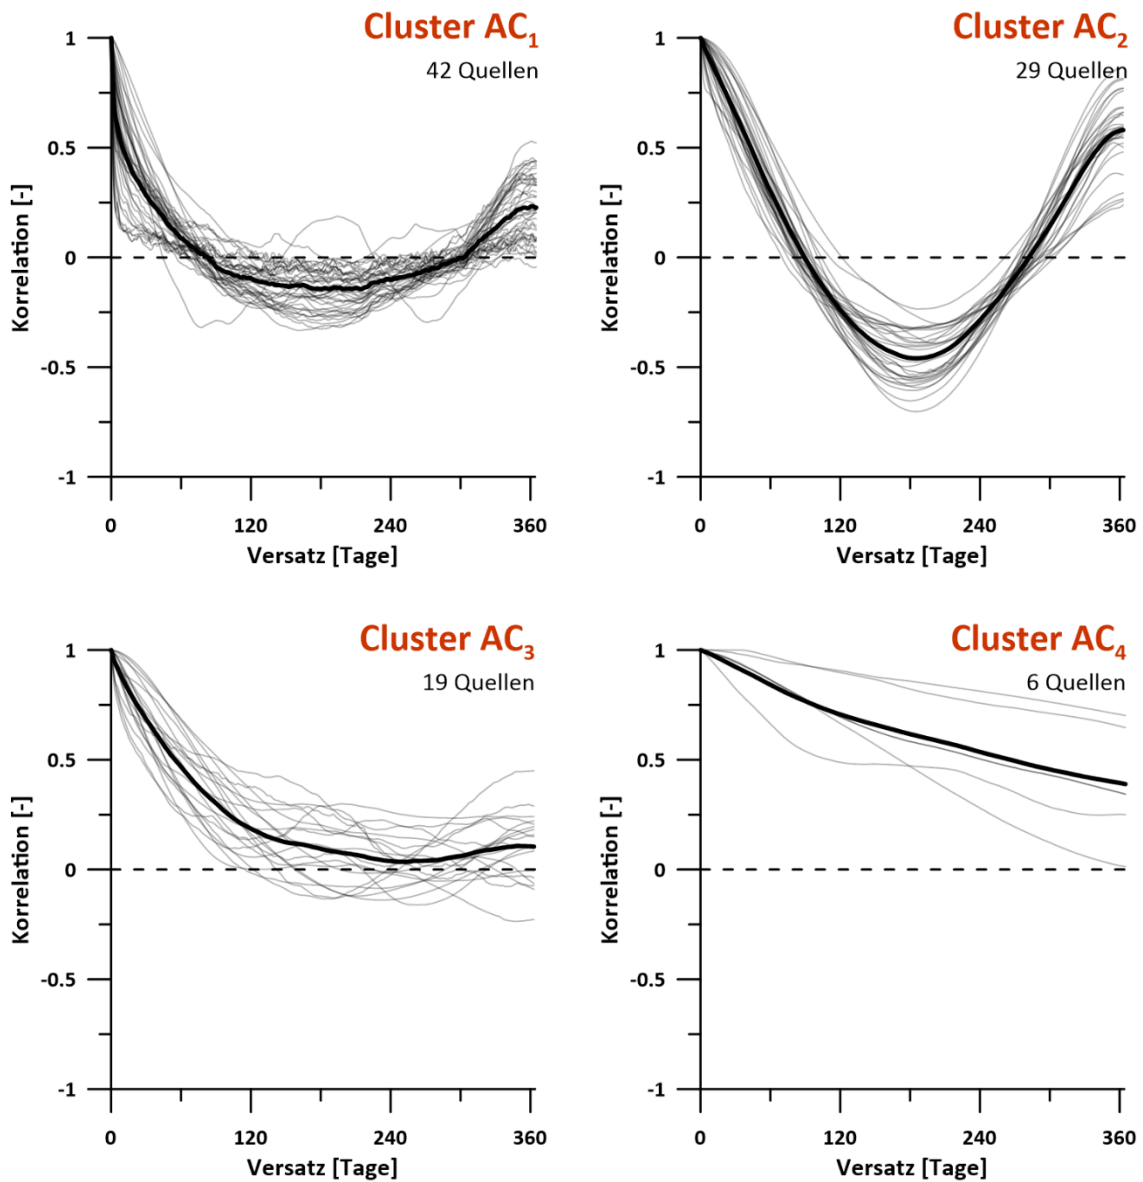 Cluster AC1
42 Quellen
1
0.5
0
-0.5
-1
Korrelation [-]
0 120 240 360
Versatz [Tage]
Cluster AC2
29 Quellen
1
0.5
0
-0.5
-1
Korrelation [-]
0 120 240 360
Versatz [Tage]
Cluster AC3
19 Quellen
1
0.5
0
-0.5
-1
Korrelation [-]
0 120 240 360
Versatz [Tage]
Cluster AC4
6 Quellen
1
0.5
0
-0.5
-1
Korrelation [-]
0 120 240 360
Versatz [Tage]